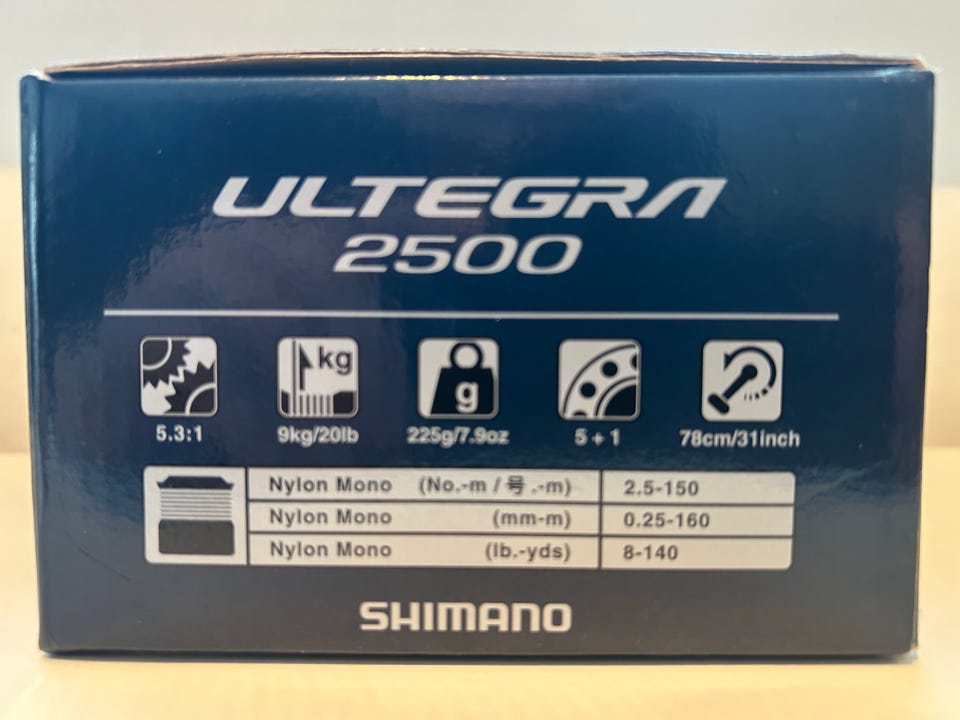 ULTEGRA
2500
kg
g
5.3:1 9kg/20lb 225g/7.9oz 5+1 78cm/31inch
Nylon Mono (No.-m / 号.-m) 2.5-150
Nylon Mono (mm-m) 0.25-160
Nylon Mono (lb.-yds) 8-140
SHIMANO